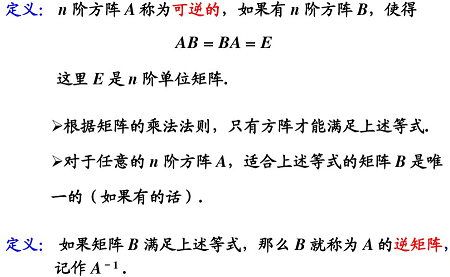 定义： n 阶方阵 A 称为可逆的，如果有 n 阶方阵 B，使得
AB = BA = E
这里 E 是 n 阶单位矩阵．
➢根据矩阵的乘法法则，只有方阵才能满足上述等式．
➢对于任意的 n 阶方阵 A，适合上述等式的矩阵 B 是唯
一的（如果有的话）．
定义： 如果矩阵 B 满足上述等式，那么 B 就称为 A 的逆矩阵，
记作 A⁻¹．